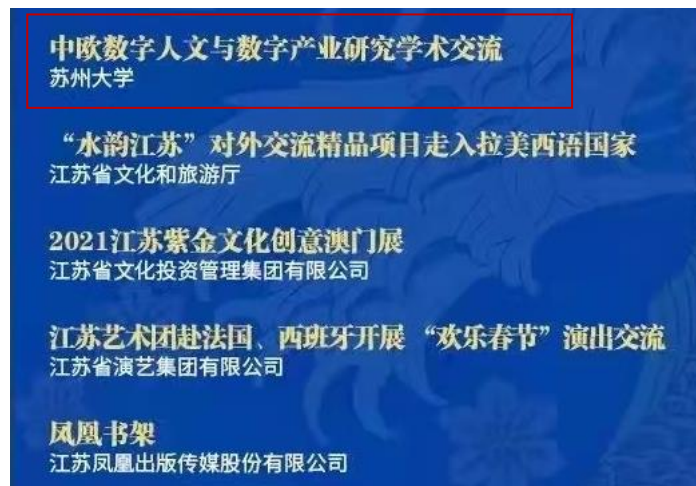 中欧数字人文与数字产业研究学术交流
苏州大学
“水韵江苏”对外交流精品项目走入拉美西语国家
江苏省文化和旅游厅
2021江苏紫金文化创意澳门展
江苏省文化投资管理集团有限公司
江苏艺术团赴法国、西班牙开展“欢乐春节”演出交流
江苏省演艺集团有限公司
凤凰书架
江苏凤凰出版传媒股份有限公司